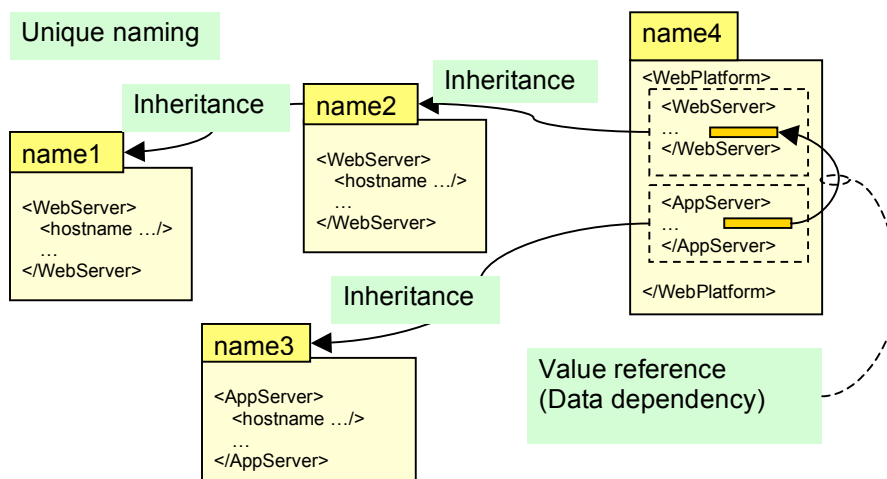 Unique naming
name4
<WebPlatform>
<WebServer>
…
</WebServer>
<AppServer>
…
</AppServer>
</WebPlatform>
Inheritance
Inheritance
name2
<WebServer>
<hostname …/>
…
</WebServer>
name1
<WebServer>
<hostname …/>
…
</WebServer>
Inheritance
name3
<AppServer>
<hostname …/>
…
</AppServer>
Value reference
(Data dependency)